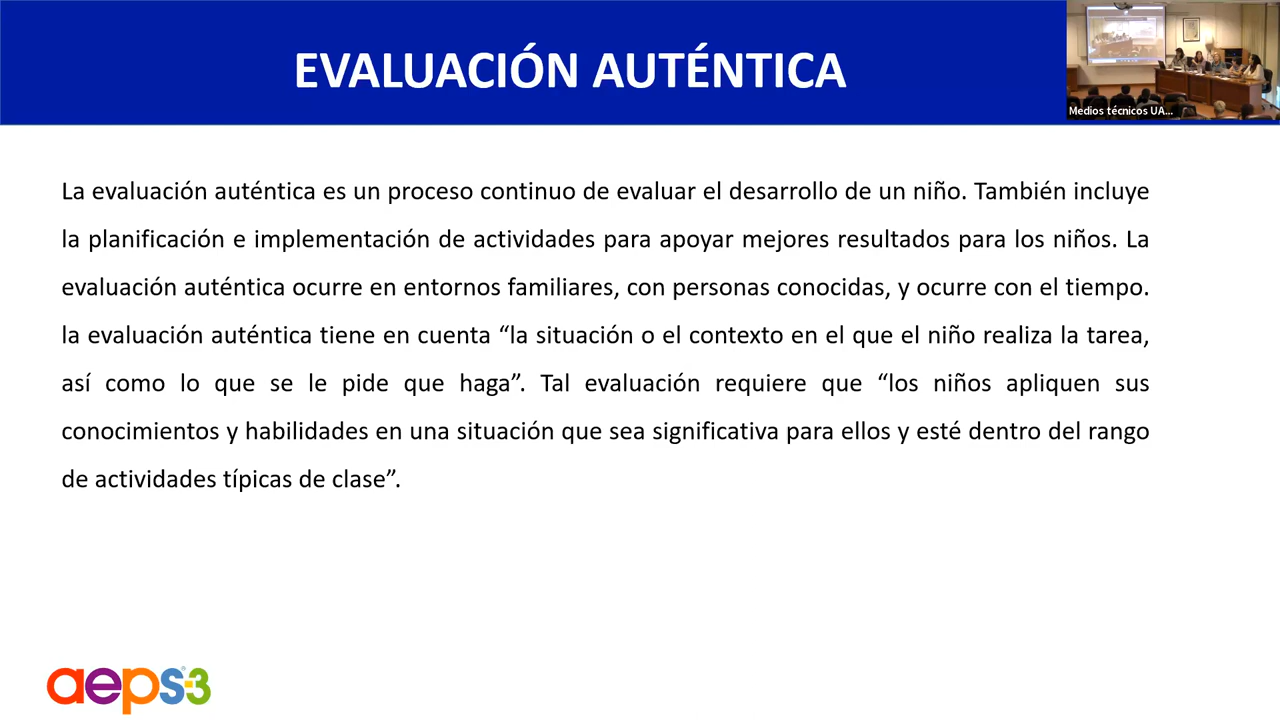 EVALUACIÓN AUTÉNTICA
Medios técnicos UA...
La evaluación auténtica es un proceso continuo de evaluar el desarrollo de un niño. También incluye
la planificación e implementación de actividades para apoyar mejores resultados para los niños. La
evaluación auténtica ocurre en entornos familiares, con personas conocidas, y ocurre con el tiempo.
la evaluación auténtica tiene en cuenta “la situación o el contexto en el que el niño realiza la tarea,
así como lo que se le pide que haga”. Tal evaluación requiere que “los niños apliquen sus
conocimientos y habilidades en una situación que sea significativa para ellos y esté dentro del rango
de actividades típicas de clase”.
aeps®-3